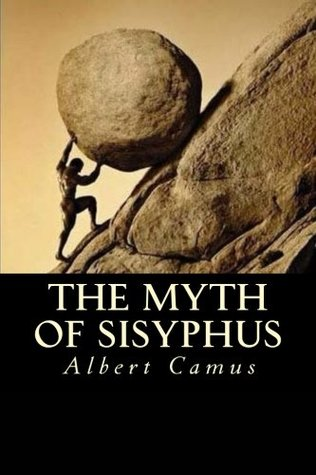 THE MYTH
OF SISYPHUS
Albert Camus